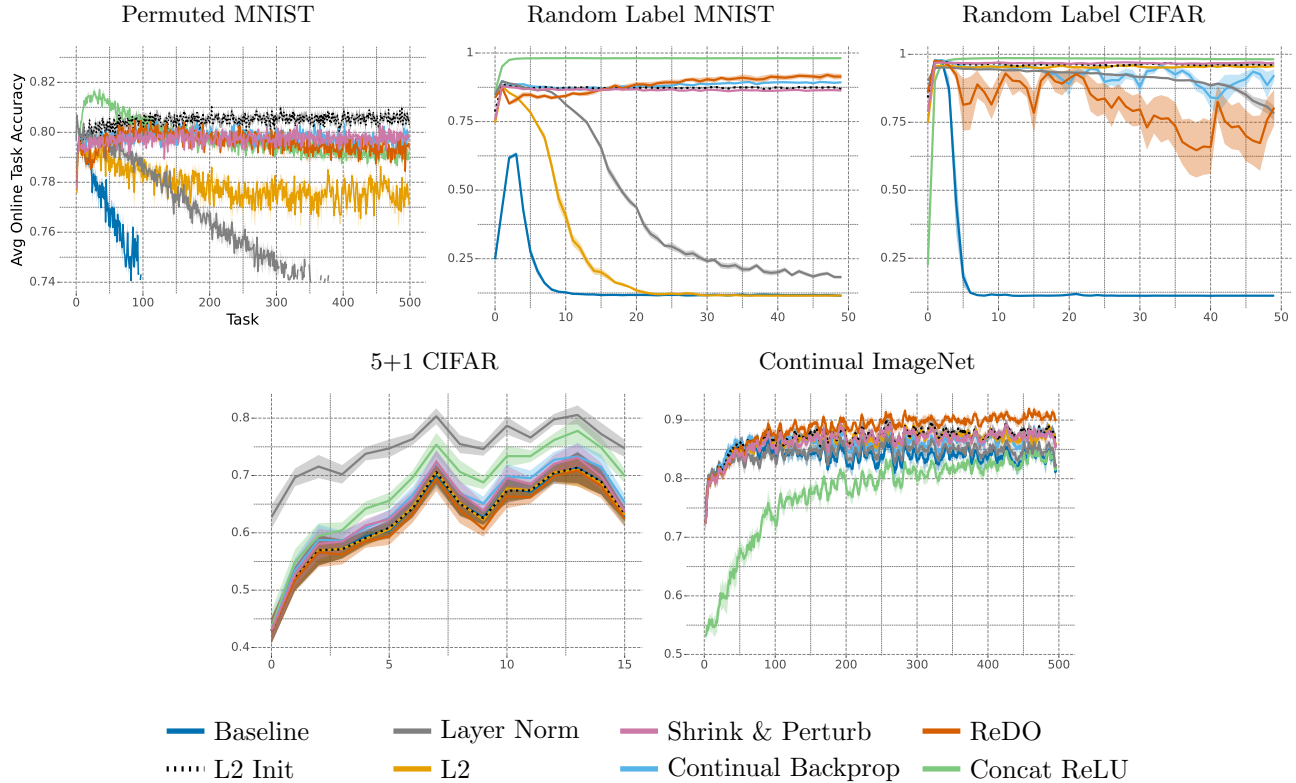 Permuted MNIST
Random Label MNIST
Random Label CIFAR
Avg Online Task Accuracy
0.82
0.80
0.78
0.76
0.74
0 100 200 300 400 500
Task
1
0.75
0.50
0.25
0 10 20 30 40 50
1
0.75
0.50
0.25
0 10 20 30 40 50
5+1 CIFAR
Continual ImageNet
0.8
0.7
0.6
0.5
0.4
0 5 10 15
0.9
0.8
0.7
0.6
0.5
0 100 200 300 400 500
Baseline Layer Norm Shrink & Perturb ReDO
L2 Init L2 Continual Backprop Concat ReLU